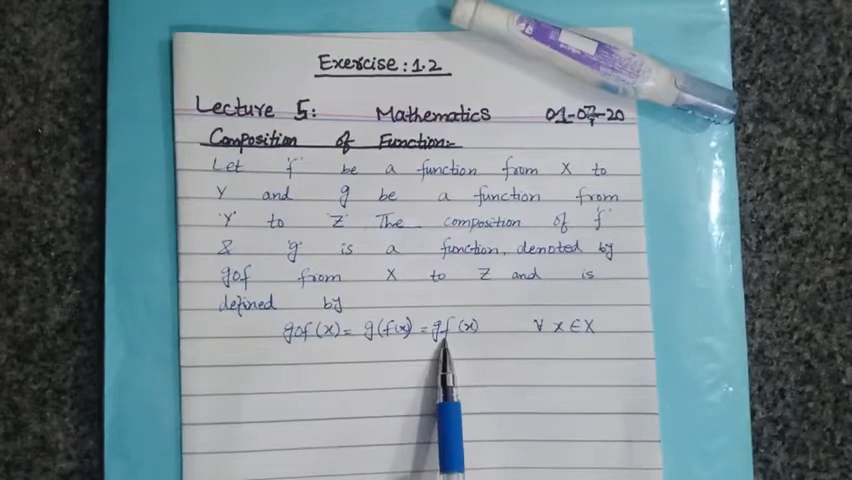 Exercise: 1.2
Lecture 5: Mathematics 01-07-20
Composition of Function:-
Let 'f' be a function from X to
Y and g be a function from
'Y' to 'Z'. The composition of 'f'
& 'g' is a function, denoted by
gof from X to Z and is
defined by
gof(x) = g(f(x)) = gf(x) ∀ x ∈ X